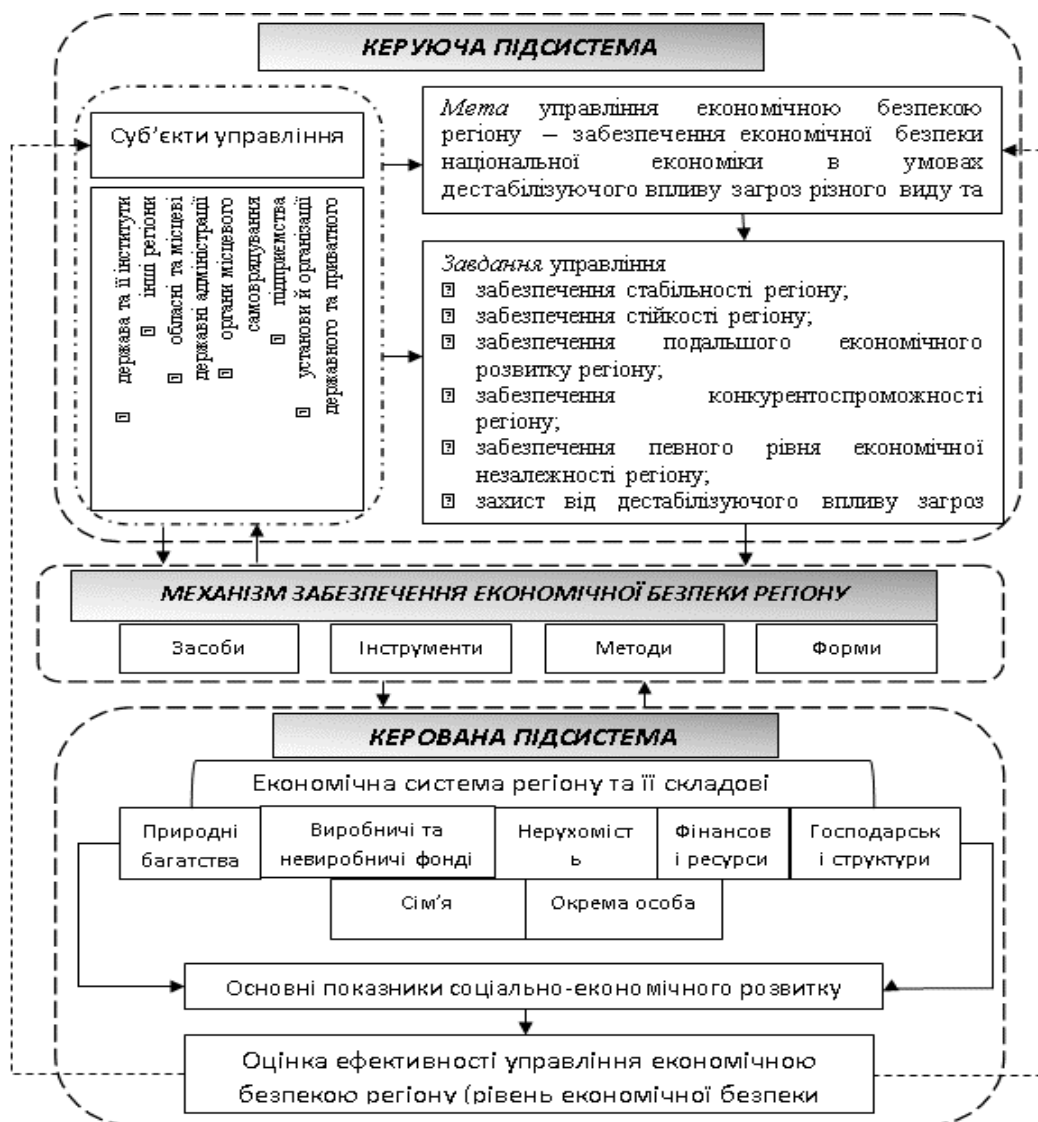 КЕРУЮЧА ПІДСИСТЕМА
Суб’єкти управління
⍰ держава та її інститути
⍰ інші регіони
⍰ обласні та місцеві
державні адміністрації
⍰ органи місцевого
самоврядування
⍰ підприємства
⍰ установи й організації
державного та приватного
Мета управління економічною безпекою
регіону – забезпечення економічної безпеки
національної економіки в умовах
дестабілізуючого впливу загроз різного виду та
Завдання управління
⍰ забезпечення стабільності регіону;
⍰ забезпечення стійкості регіону;
⍰ забезпечення подальшого економічного
розвитку регіону;
⍰ забезпечення конкурентоспроможності
регіону;
⍰ забезпечення певного рівня економічної
незалежності регіону;
⍰ захист від дестабілізуючого впливу загроз
МЕХАНІЗМ ЗАБЕЗПЕЧЕННЯ ЕКОНОМІЧНОЇ БЕЗПЕКИ РЕГІОНУ
Засоби
Інструменти
Методи
Форми
КЕРОВАНА ПІДСИСТЕМА
Економічна система регіону та її складові
Природні
багатства
Виробничі та
невиробничі фонді
Нерухоміст
ь
Фінансов
і ресурси
Господарськ
і структури
Сім’я
Окрема особа
Основні показники соціально-економічного розвитку
Оцінка ефективності управління економічною
безпекою регіону (рівень економічної безпеки